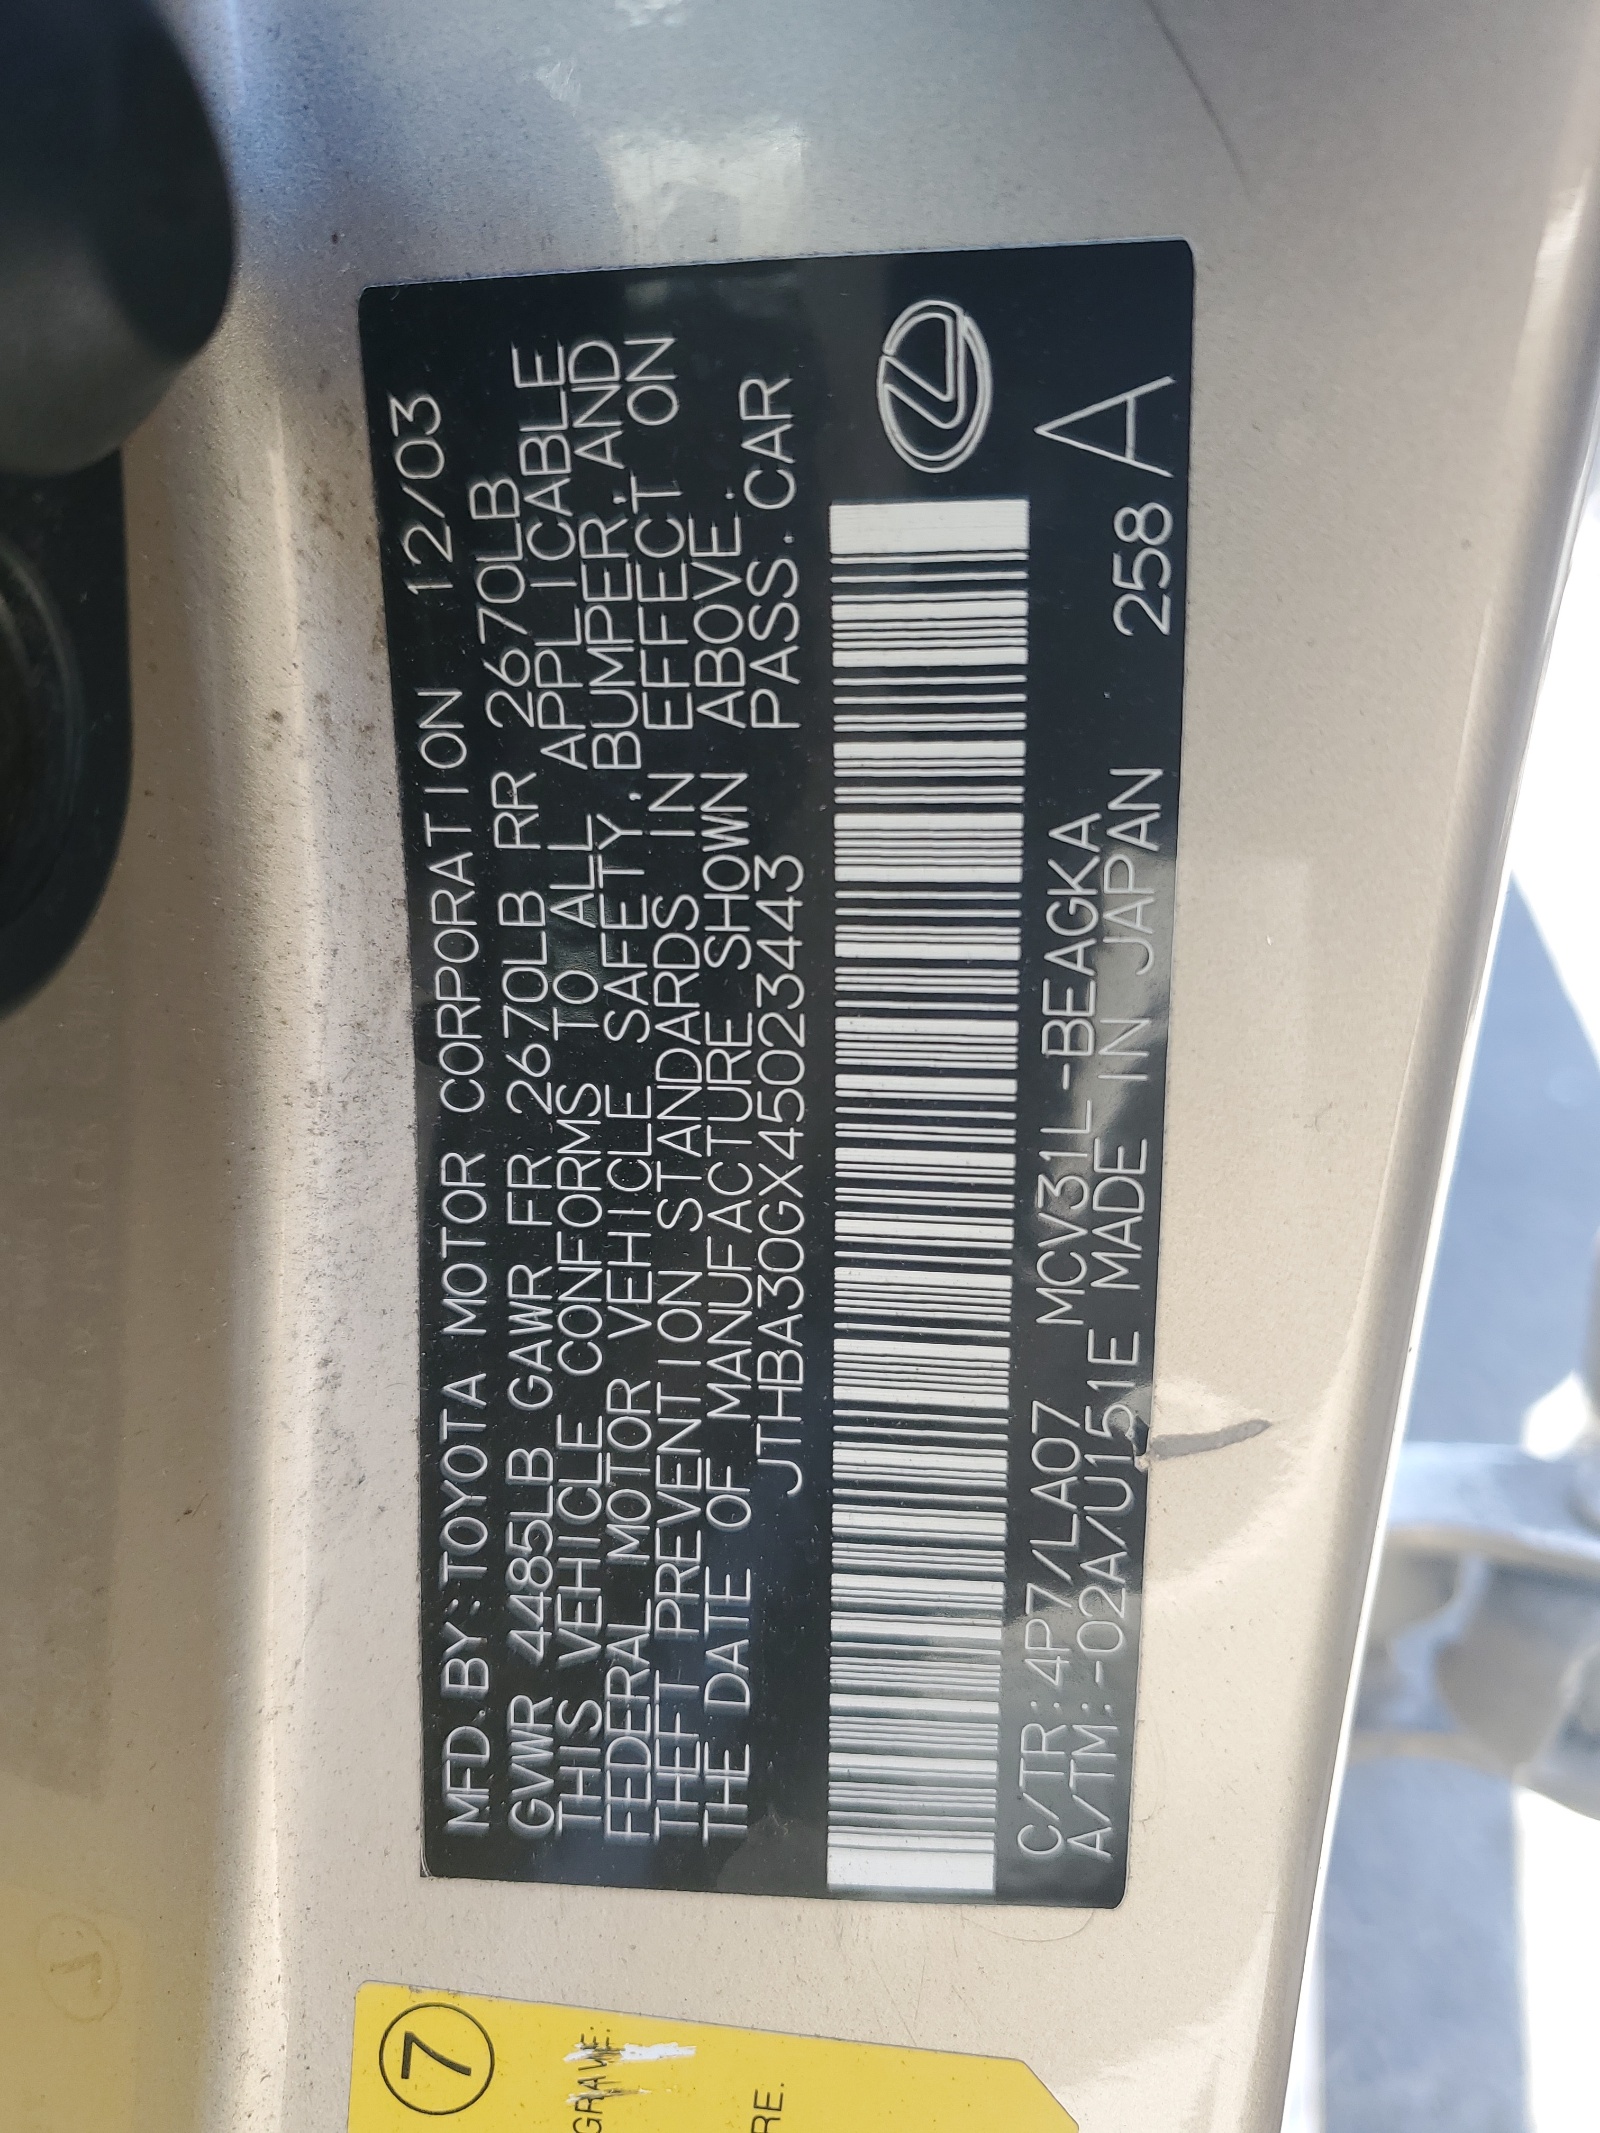 MFD.BY:TOYOTA MOTOR CORPORATION 12/03
GVWR 4485LB GAWR FR 2670LB RR 2670LB
THIS VEHICLE CONFORMS TO ALL APPLICABLE
FEDERAL MOTOR VEHICLE SAFETY, BUMPER, AND
THEFT PREVENTION STANDARDS IN EFFECT ON
THE DATE OF MANUFACTURE SHOWN ABOVE.
JTHBA30GX45023443 PASS.CAR
C/TR:4P7/LA07 MCV31L-BEAGKA
A/TM:-02A/U151E MADE IN JAPAN 258 A
7
GRAVE:
RE.